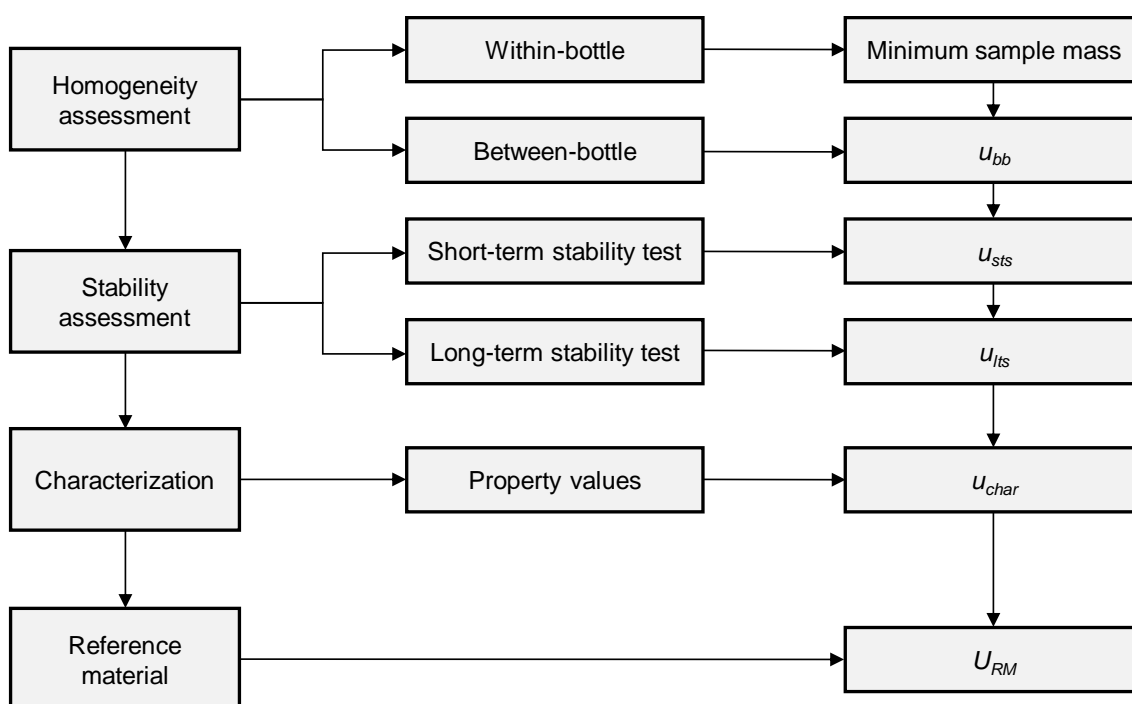 Homogeneity
assessment
Within-bottle
Minimum sample mass
Between-bottle
u_bb
Stability
assessment
Short-term stability test
u_sts
Long-term stability test
u_lts
Characterization
Property values
u_char
Reference
material
U_RM